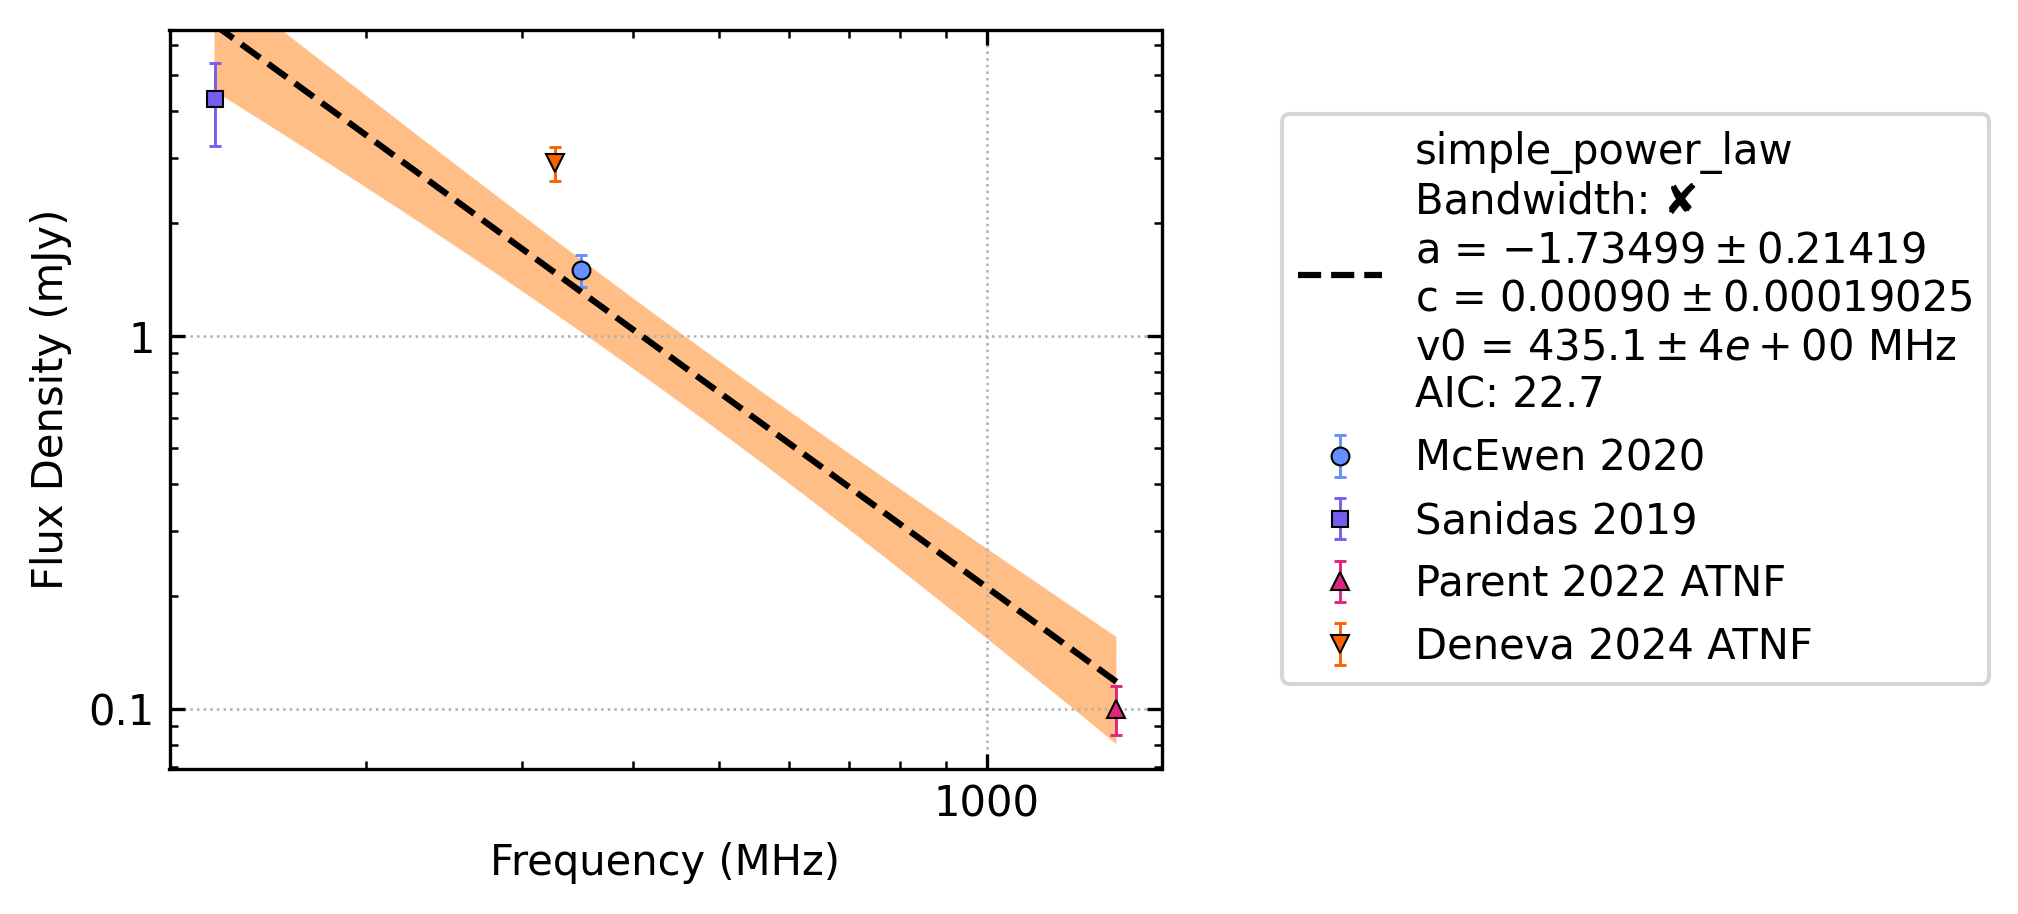 Flux Density (mJy)
1
0.1
1000
Frequency (MHz)
simple_power_law
Bandwidth: ✘
a = −1.73499 ± 0.21419
c = 0.00090 ± 0.00019025
v0 = 435.1 ± 4e + 00 MHz
AIC: 22.7
McEwen 2020
Sanidas 2019
Parent 2022 ATNF
Deneva 2024 ATNF